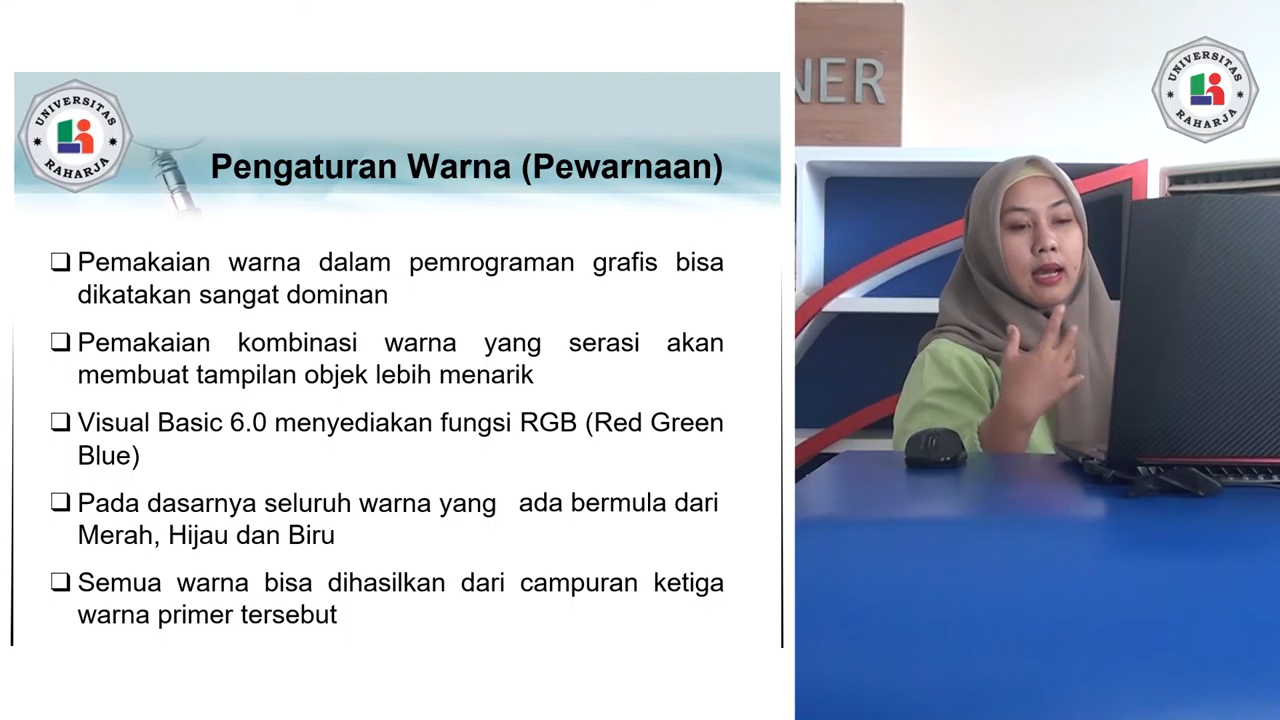 UNIVERSITAS
RAHARJA
Pengaturan Warna (Pewarnaan)
❑ Pemakaian warna dalam pemrograman grafis bisa
dikatakan sangat dominan
❑ Pemakaian kombinasi warna yang serasi akan
membuat tampilan objek lebih menarik
❑ Visual Basic 6.0 menyediakan fungsi RGB (Red Green
Blue)
❑ Pada dasarnya seluruh warna yang ada bermula dari
Merah, Hijau dan Biru
❑ Semua warna bisa dihasilkan dari campuran ketiga
warna primer tersebut
NER
UNIVERSITAS
RAHARJA